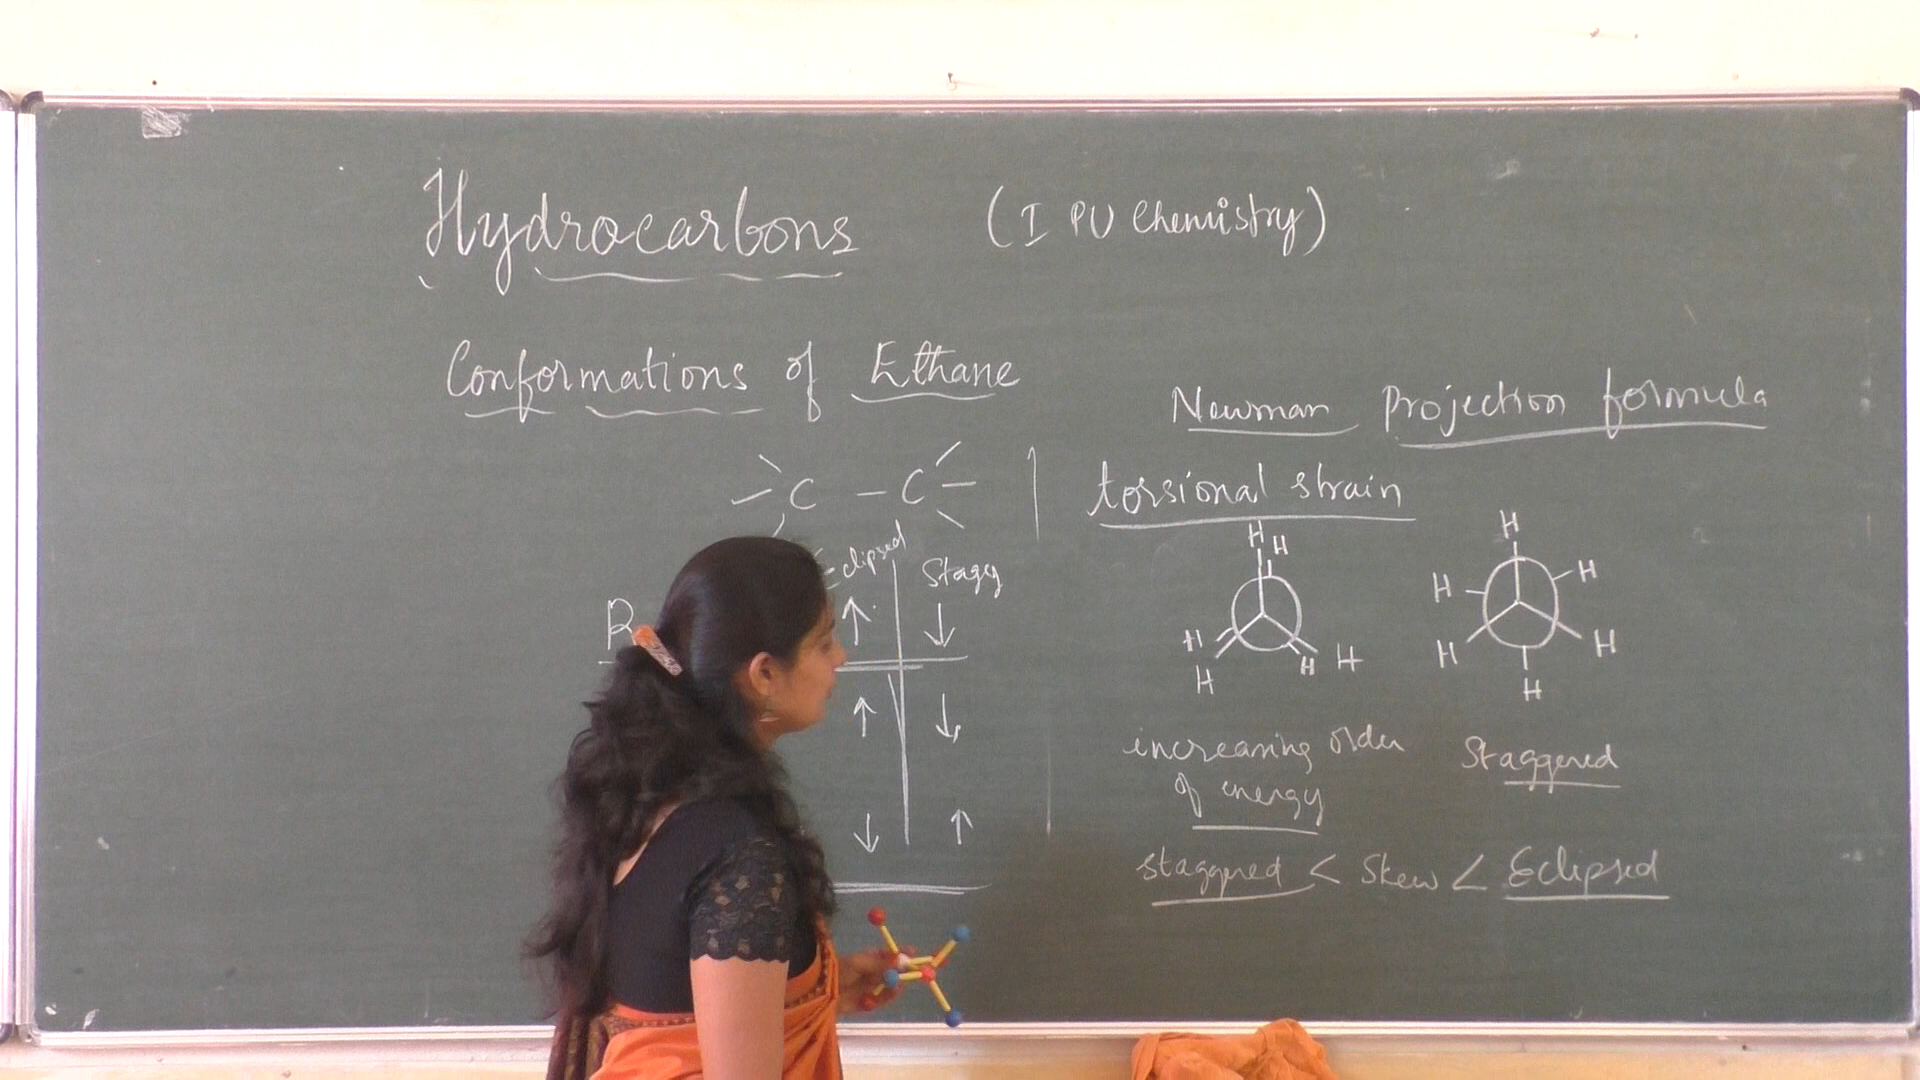 Hydrocarbons (I PU Chemistry)
Conformations of Ethane
Newman Projection formula
C - C
torsional strain
Eclipsed Stagg
↑ ↓
↑ ↓
↓ ↑
H H
H H
H H
H
H H
H H
H
increasing order
of energy
Staggered
staggered < Skew < Eclipsed